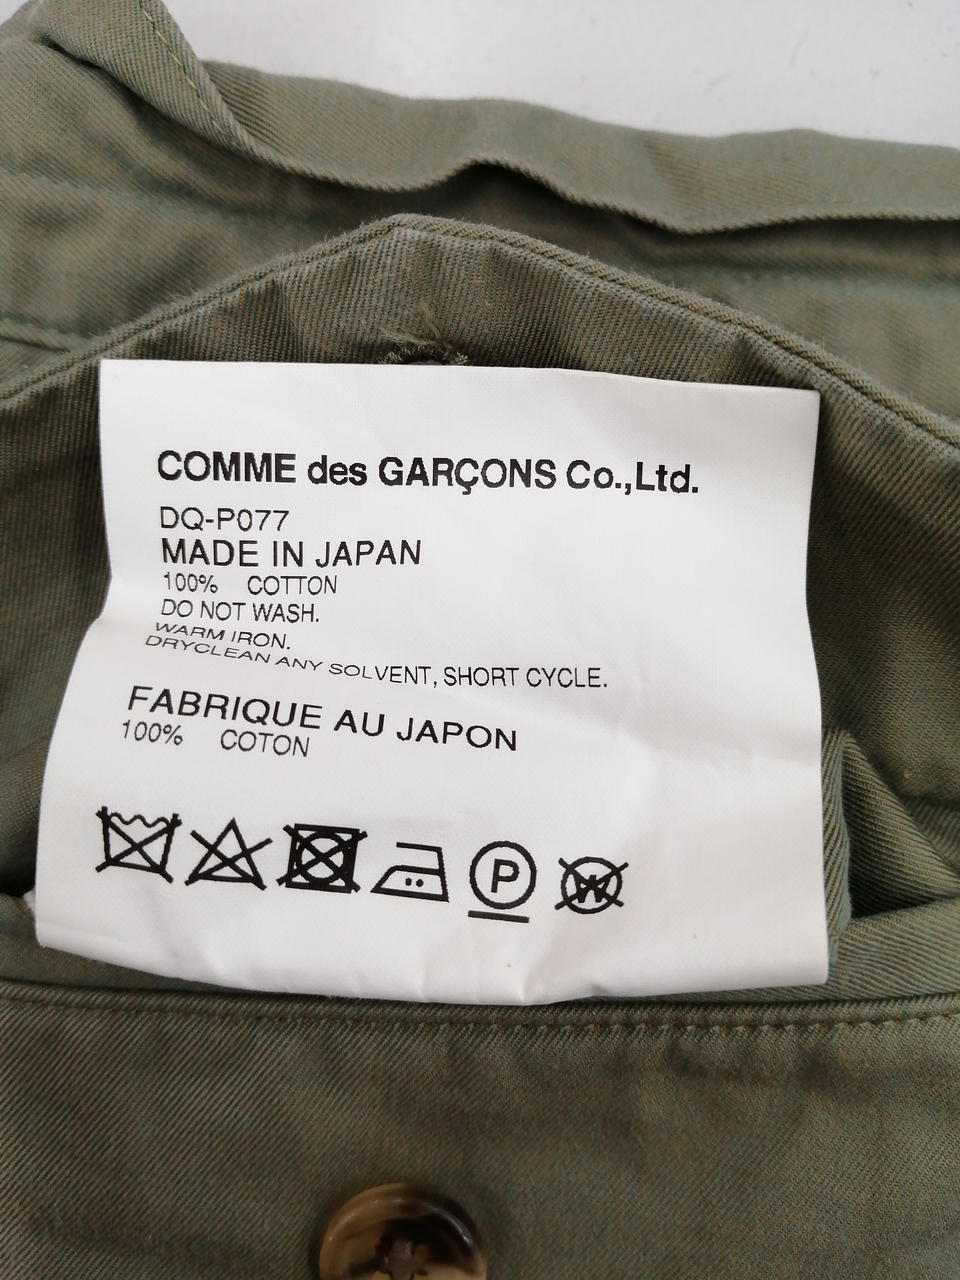 COMME des GARÇONS Co.,Ltd.
DQ-P077
MADE IN JAPAN
100% COTTON
DO NOT WASH.
WARM IRON.
DRYCLEAN ANY SOLVENT, SHORT CYCLE.
FABRIQUE AU JAPON
100% COTON
P W